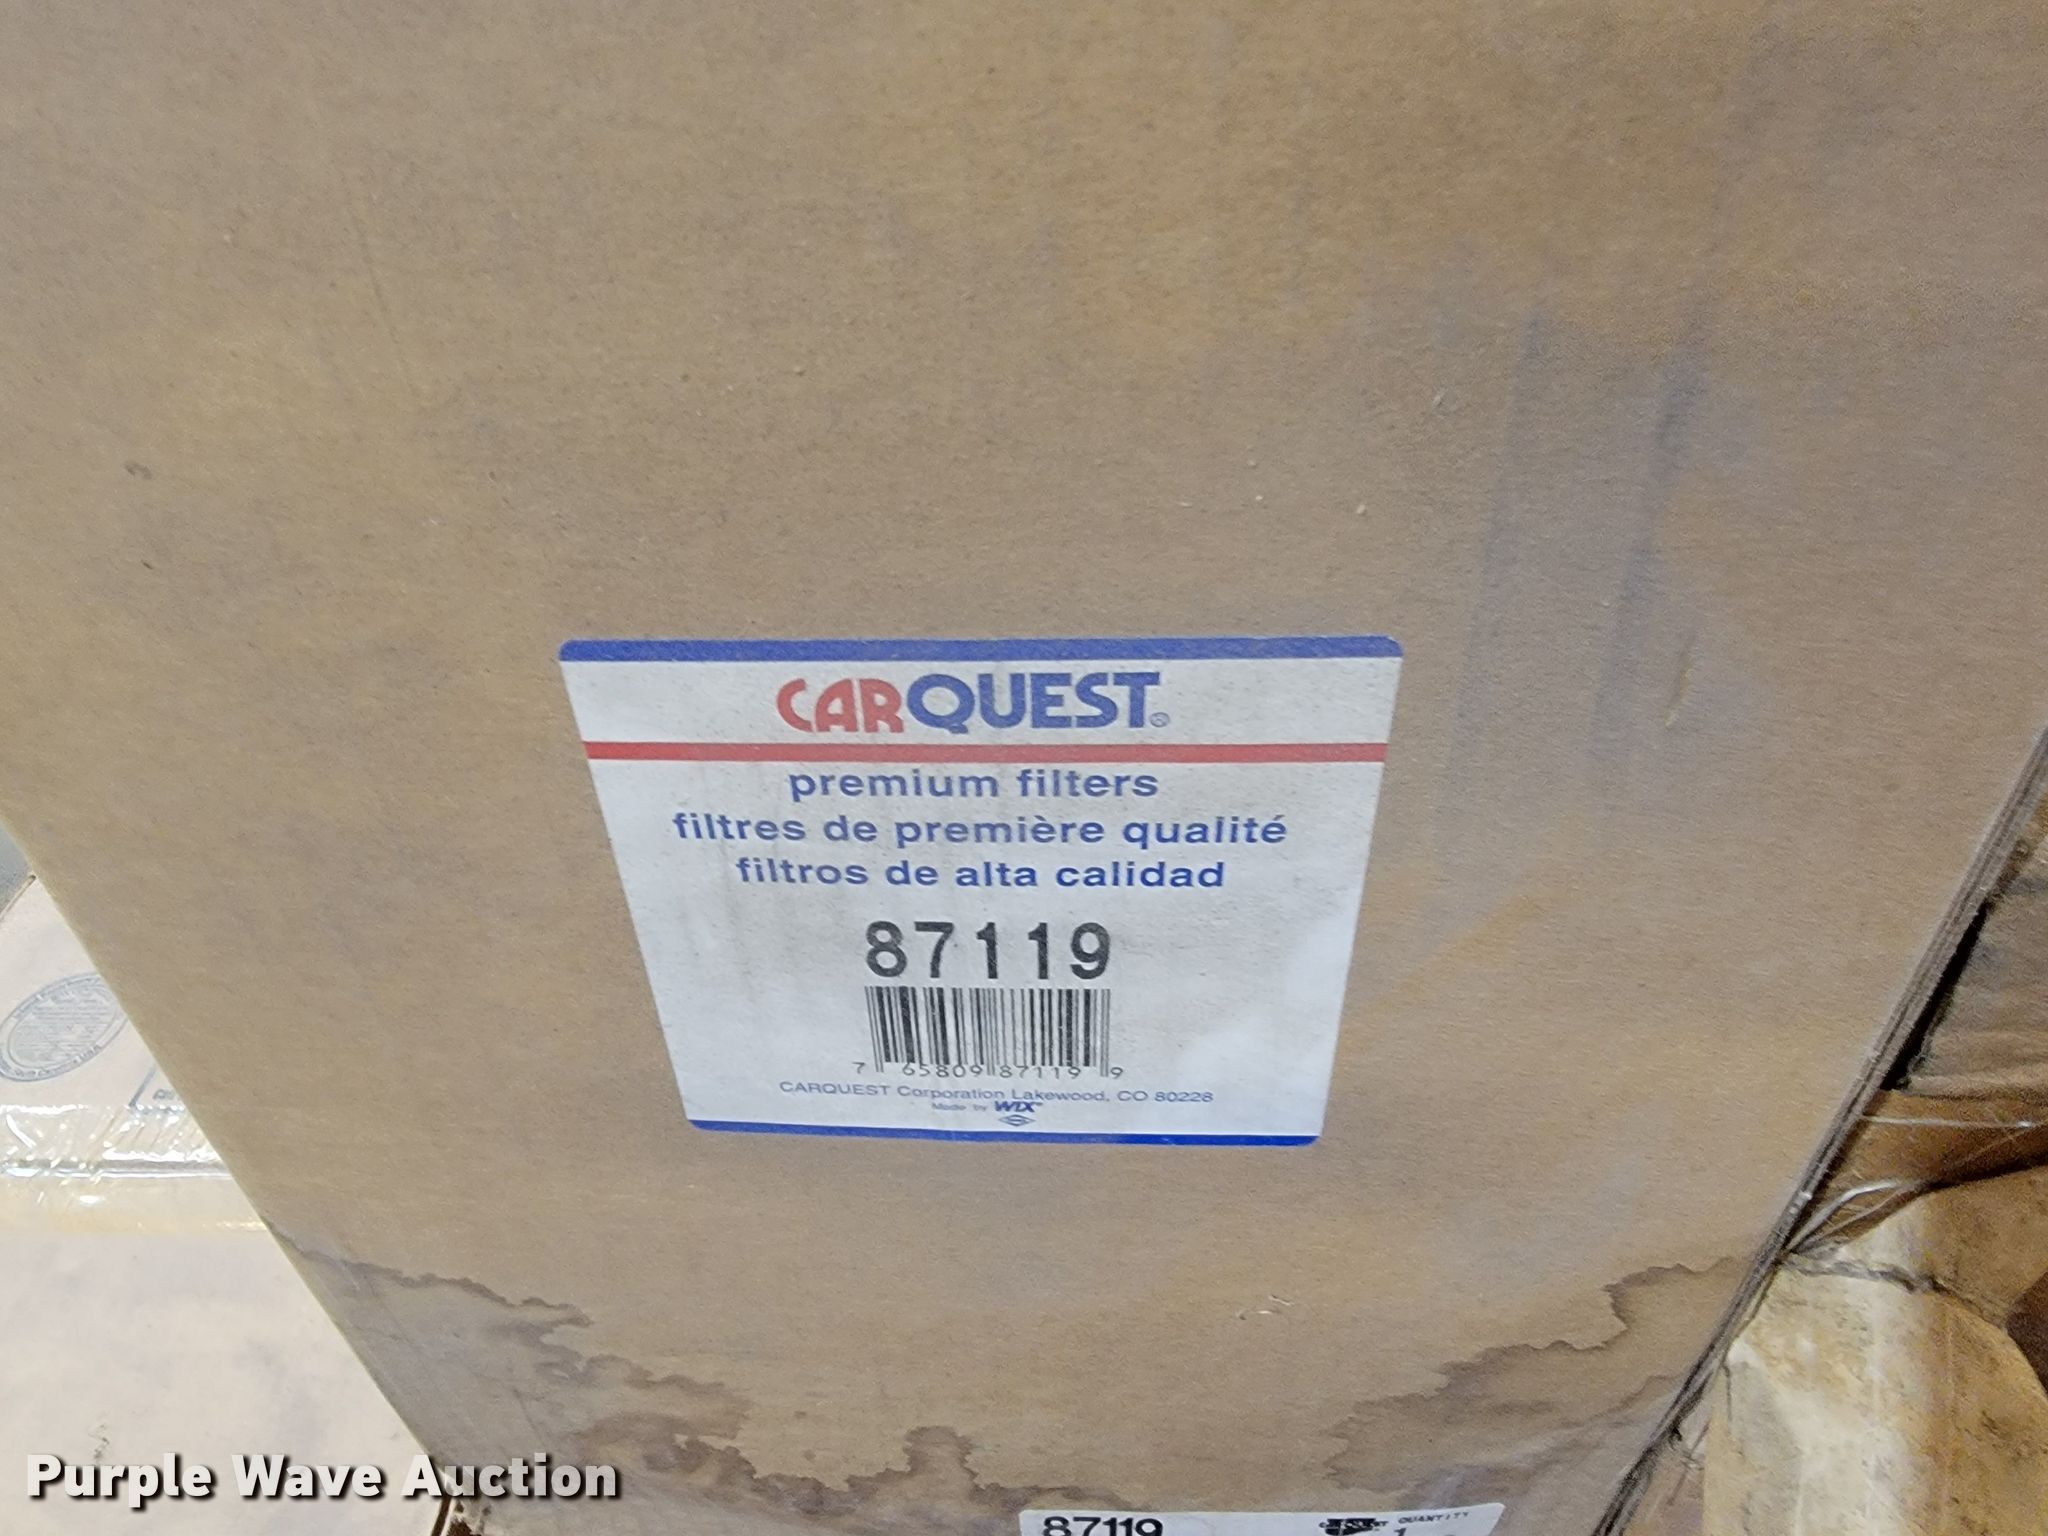 CARQUEST®
premium filters
filtres de première qualité
filtros de alta calidad
87119
7 65809 87119 9
CARQUEST Corporation Lakewood, CO 80228
Made by WIX®
87119
QUANTITY
1
Purple Wave Auction